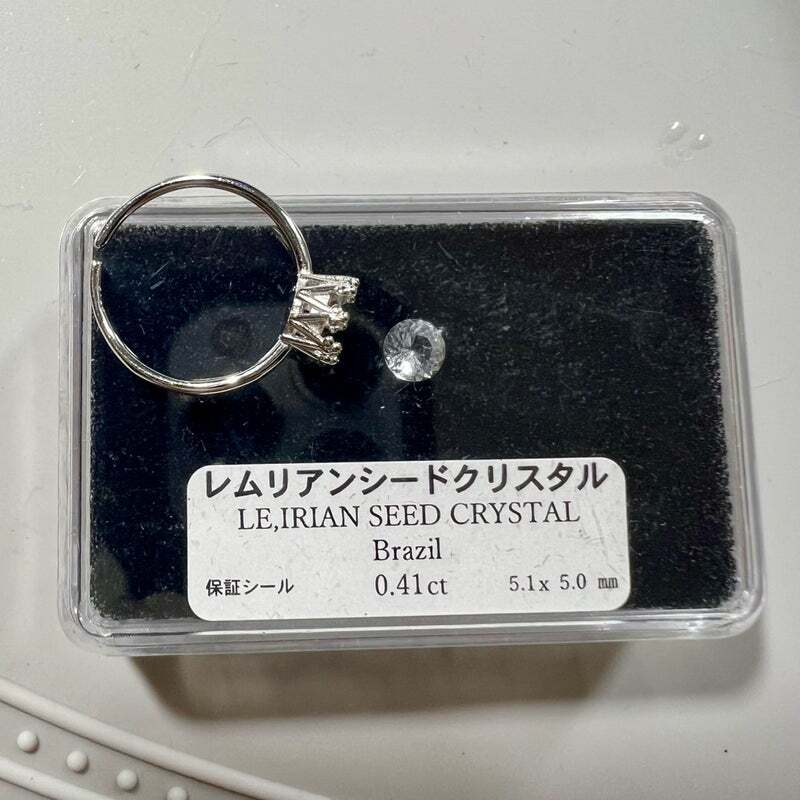 レムリアンシードクリスタル
LE,IRIAN SEED CRYSTAL
Brazil
保証シール 0.41ct 5.1x 5.0 ㎜